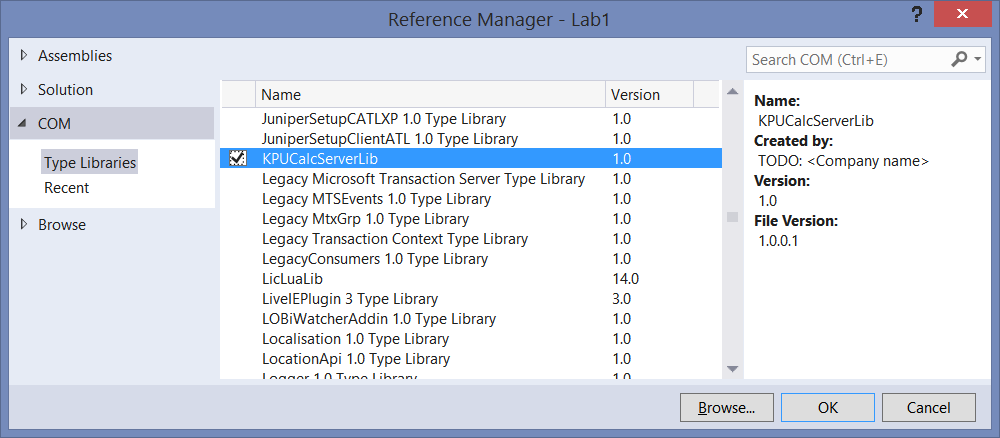 Reference Manager - Lab1
?
Assemblies
Solution
COM
Type Libraries
Recent
Browse
Name Version
JuniperSetupCATLXP 1.0 Type Library 1.0
JuniperSetupClientATL 1.0 Type Library 1.0
KPUCalcServerLib 1.0
Legacy Microsoft Transaction Server Type Library 1.0
Legacy MTSEvents 1.0 Type Library 1.0
Legacy MtxGrp 1.0 Type Library 1.0
Legacy Transaction Context Type Library 1.0
LegacyConsumers 1.0 Type Library 1.0
LicLuaLib 14.0
LiveIEPlugin 3 Type Library 3.0
LOBiWatcherAddin 1.0 Type Library 1.0
Localisation 1.0 Type Library 1.0
LocationApi 1.0 Type Library 1.0
Logger 1.0 Type Library 1.0
Search COM (Ctrl+E)
Name:
KPUCalcServerLib
Created by:
TODO: <Company name>
Version:
1.0
File Version:
1.0.0.1
Browse... OK Cancel